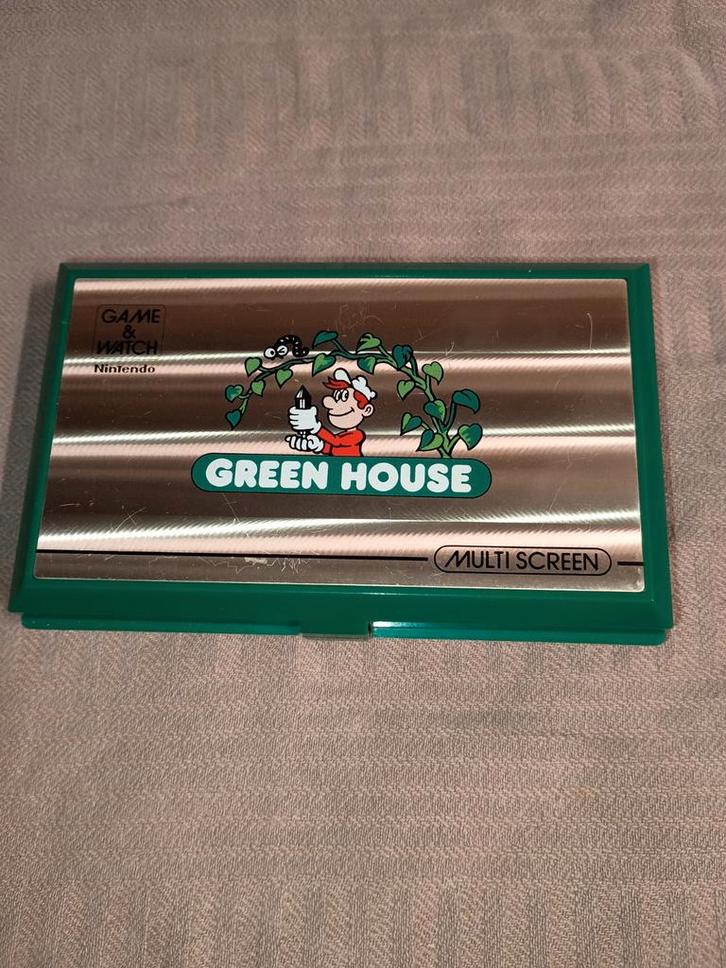 GAME
&
WATCH
Nintendo
GREEN HOUSE
MULTI SCREEN